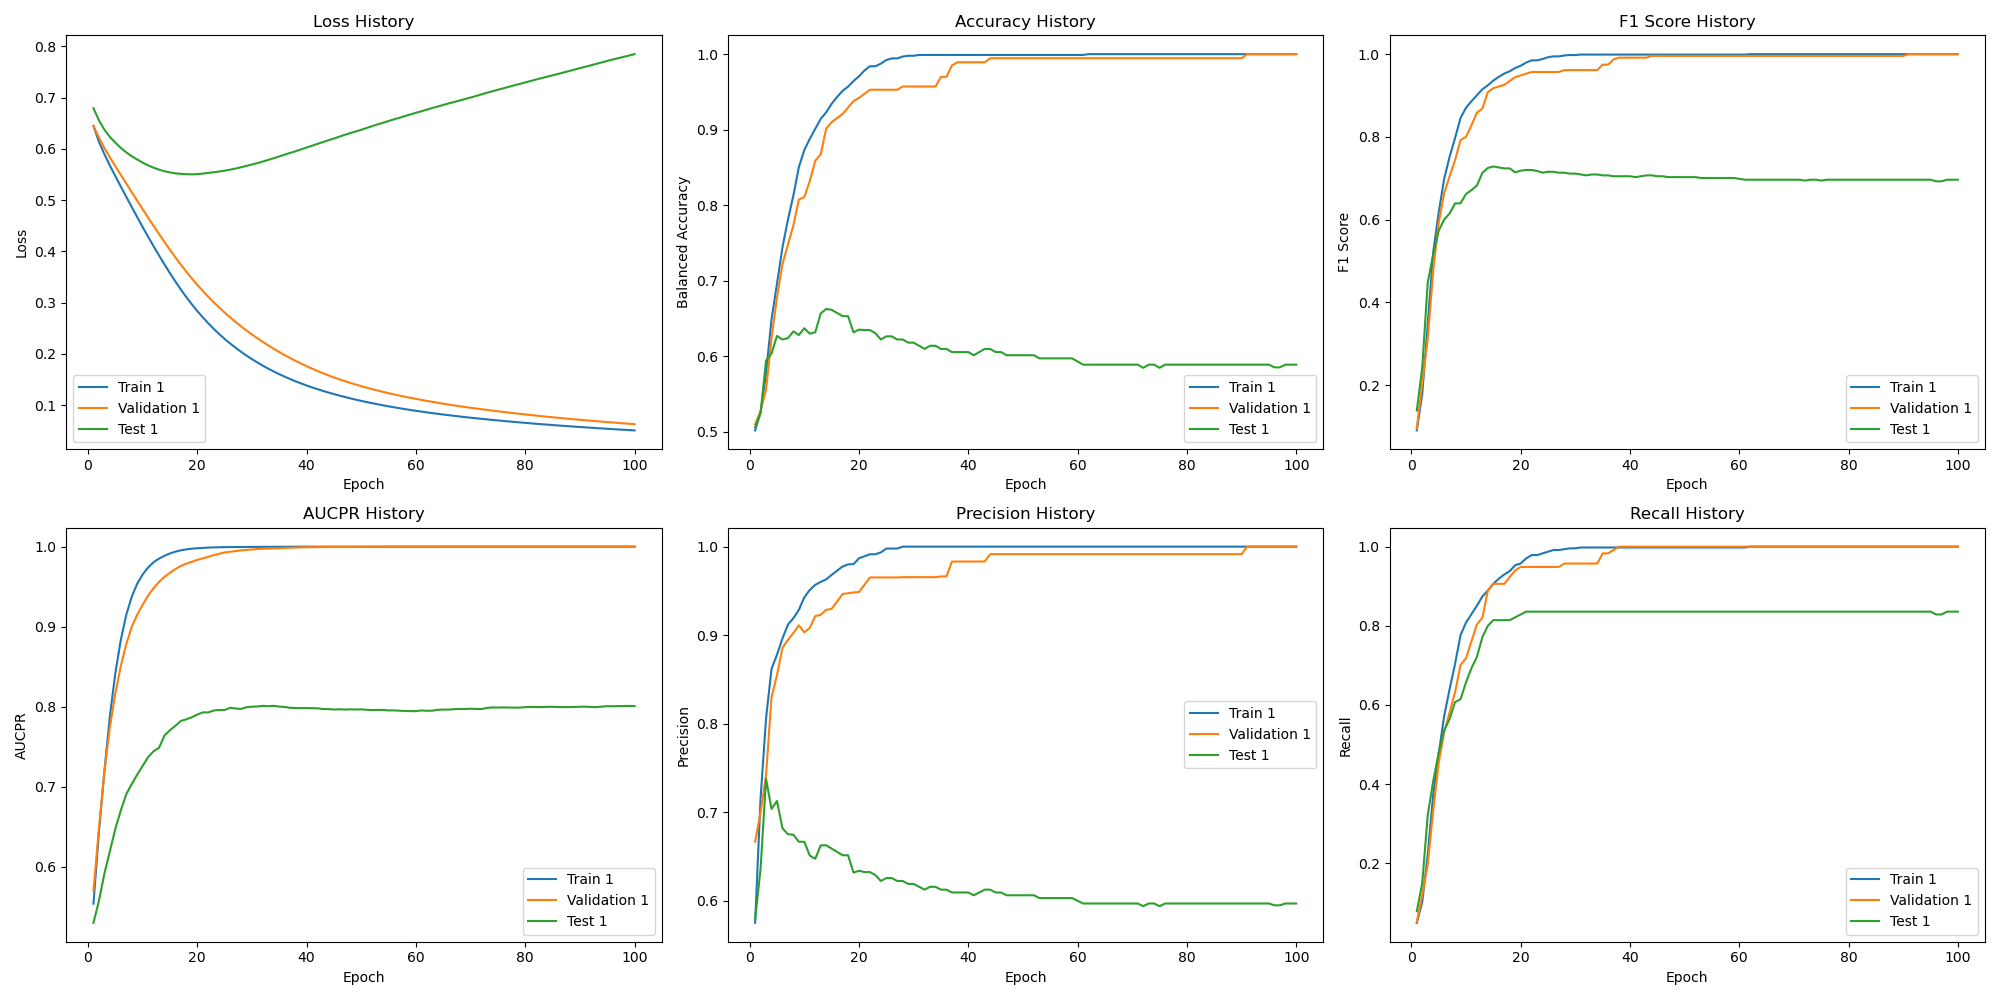 Loss History
0.8
0.7
0.6
0.5
0.4
0.3
0.2
0.1
Loss
Train 1
Validation 1
Test 1
0 20 40 60 80 100
Epoch
Accuracy History
1.0
0.9
0.8
0.7
0.6
0.5
Balanced Accuracy
Train 1
Validation 1
Test 1
0 20 40 60 80 100
Epoch
F1 Score History
1.0
0.8
0.6
0.4
0.2
F1 Score
Train 1
Validation 1
Test 1
0 20 40 60 80 100
Epoch
AUCPR History
1.0
0.9
0.8
0.7
0.6
AUCPR
Train 1
Validation 1
Test 1
0 20 40 60 80 100
Epoch
Precision History
1.0
0.9
0.8
0.7
0.6
Precision
Train 1
Validation 1
Test 1
0 20 40 60 80 100
Epoch
Recall History
1.0
0.8
0.6
0.4
0.2
Recall
Train 1
Validation 1
Test 1
0 20 40 60 80 100
Epoch